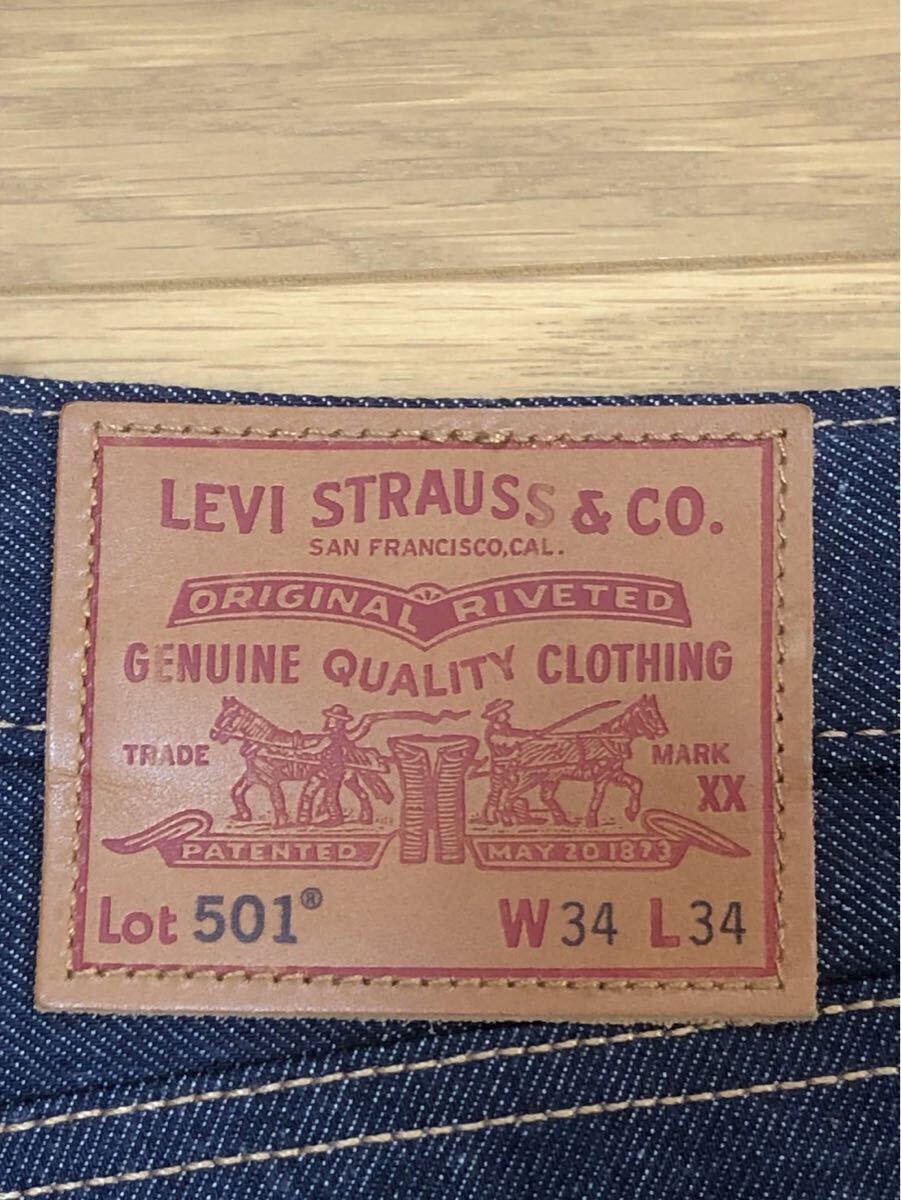 LEVI STRAUSS & CO.
SAN FRANCISCO, CAL.
ORIGINAL RIVETED
GENUINE QUALITY CLOTHING
TRADE MARK
XX
PATENTED MAY 20 1873
Lot 501® W34 L34